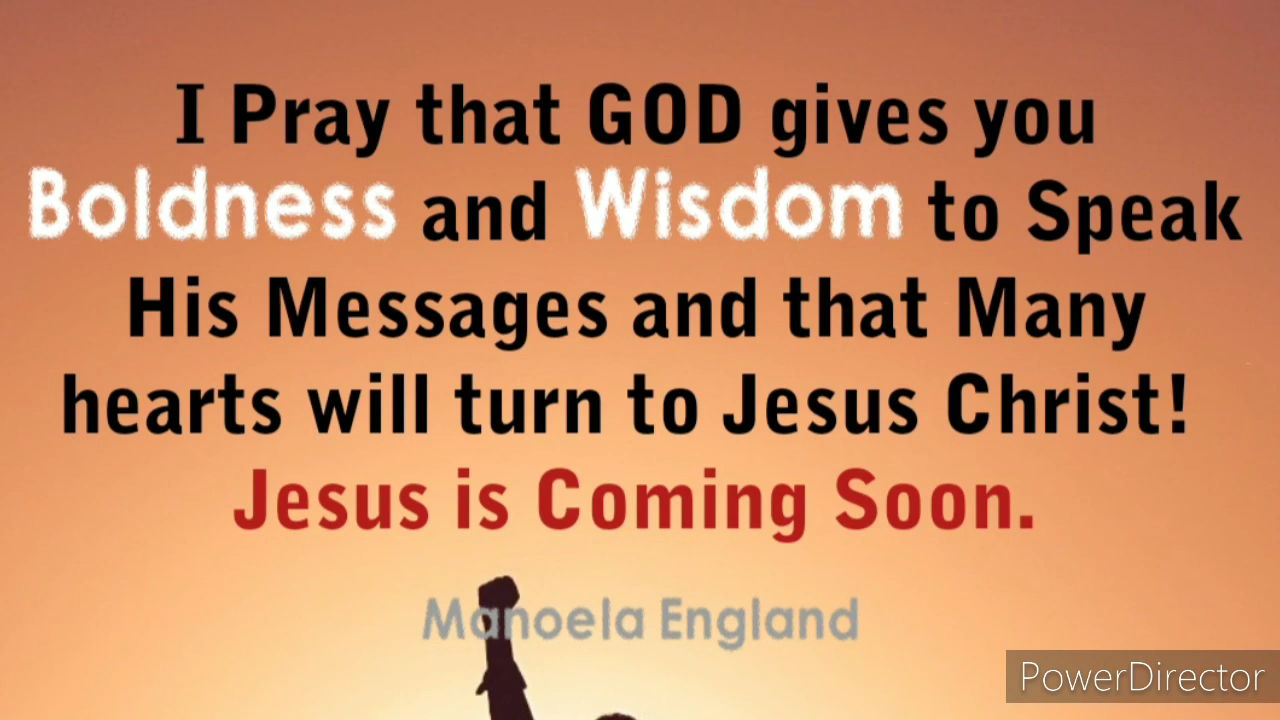 I Pray that GOD gives you
Boldness and Wisdom to Speak
His Messages and that Many
hearts will turn to Jesus Christ!
Jesus is Coming Soon.
Manoela England
PowerDirector